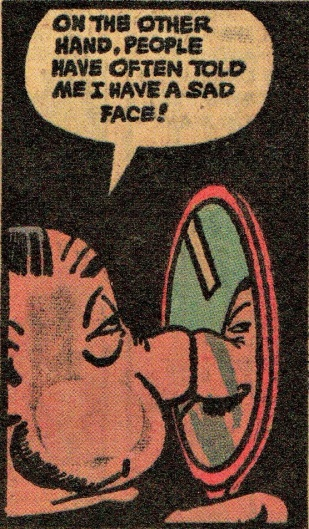 ON THE OTHER
HAND, PEOPLE
HAVE OFTEN TOLD
ME I HAVE A SAD
FACE!